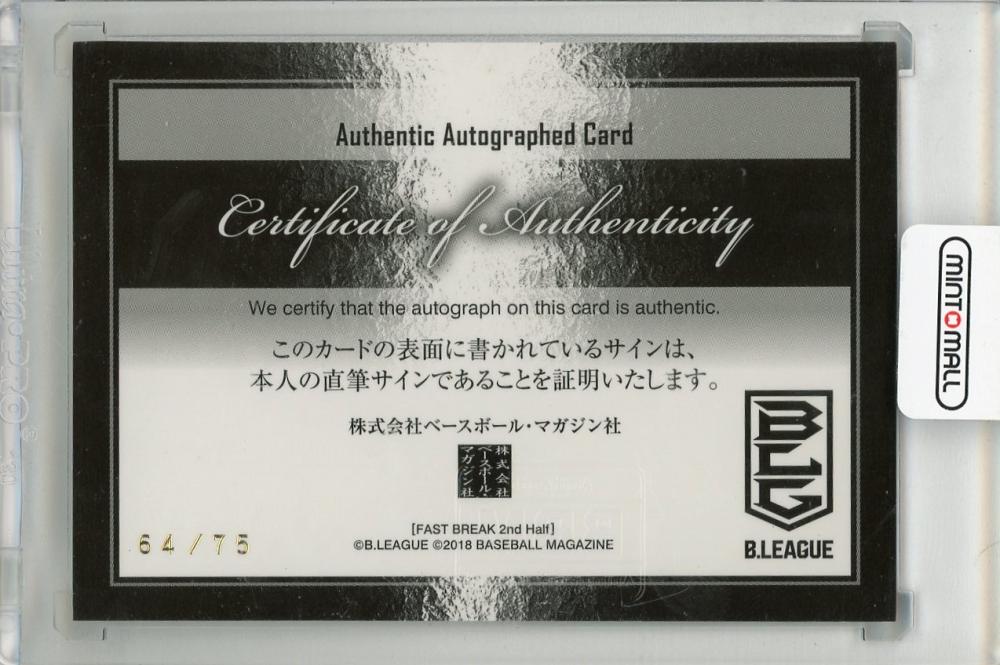 Authentic Autographed Card
Certificate of Authenticity
We certify that the autograph on this card is authentic.
このカードの表面に書かれているサインは、
本人の直筆サインであることを証明いたします。
株式会社ベースボール・マガジン社
株式会社
ベースボール・
マガジン社
[FAST BREAK 2nd Half]
©B.LEAGUE ©2018 BASEBALL MAGAZINE
64/75
BLG
B.LEAGUE
MINTOMALL